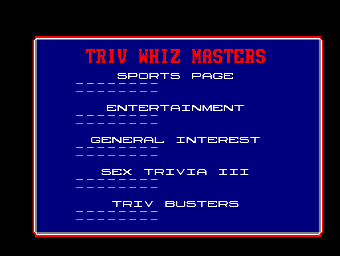 TRIV WHIZ MASTERS
SPORTS PAGE
_ _ _ _ _ _ _ _
_ _ _ _ _ _ _ _
ENTERTAINMENT
_ _ _ _ _ _ _ _
_ _ _ _ _ _ _ _
GENERAL INTEREST
_ _ _ _ _ _ _ _
_ _ _ _ _ _ _ _
SEX TRIVIA III
_ _ _ _ _ _ _ _
_ _ _ _ _ _ _ _
TRIV BUSTERS
_ _ _ _ _ _ _ _
_ _ _ _ _ _ _ _